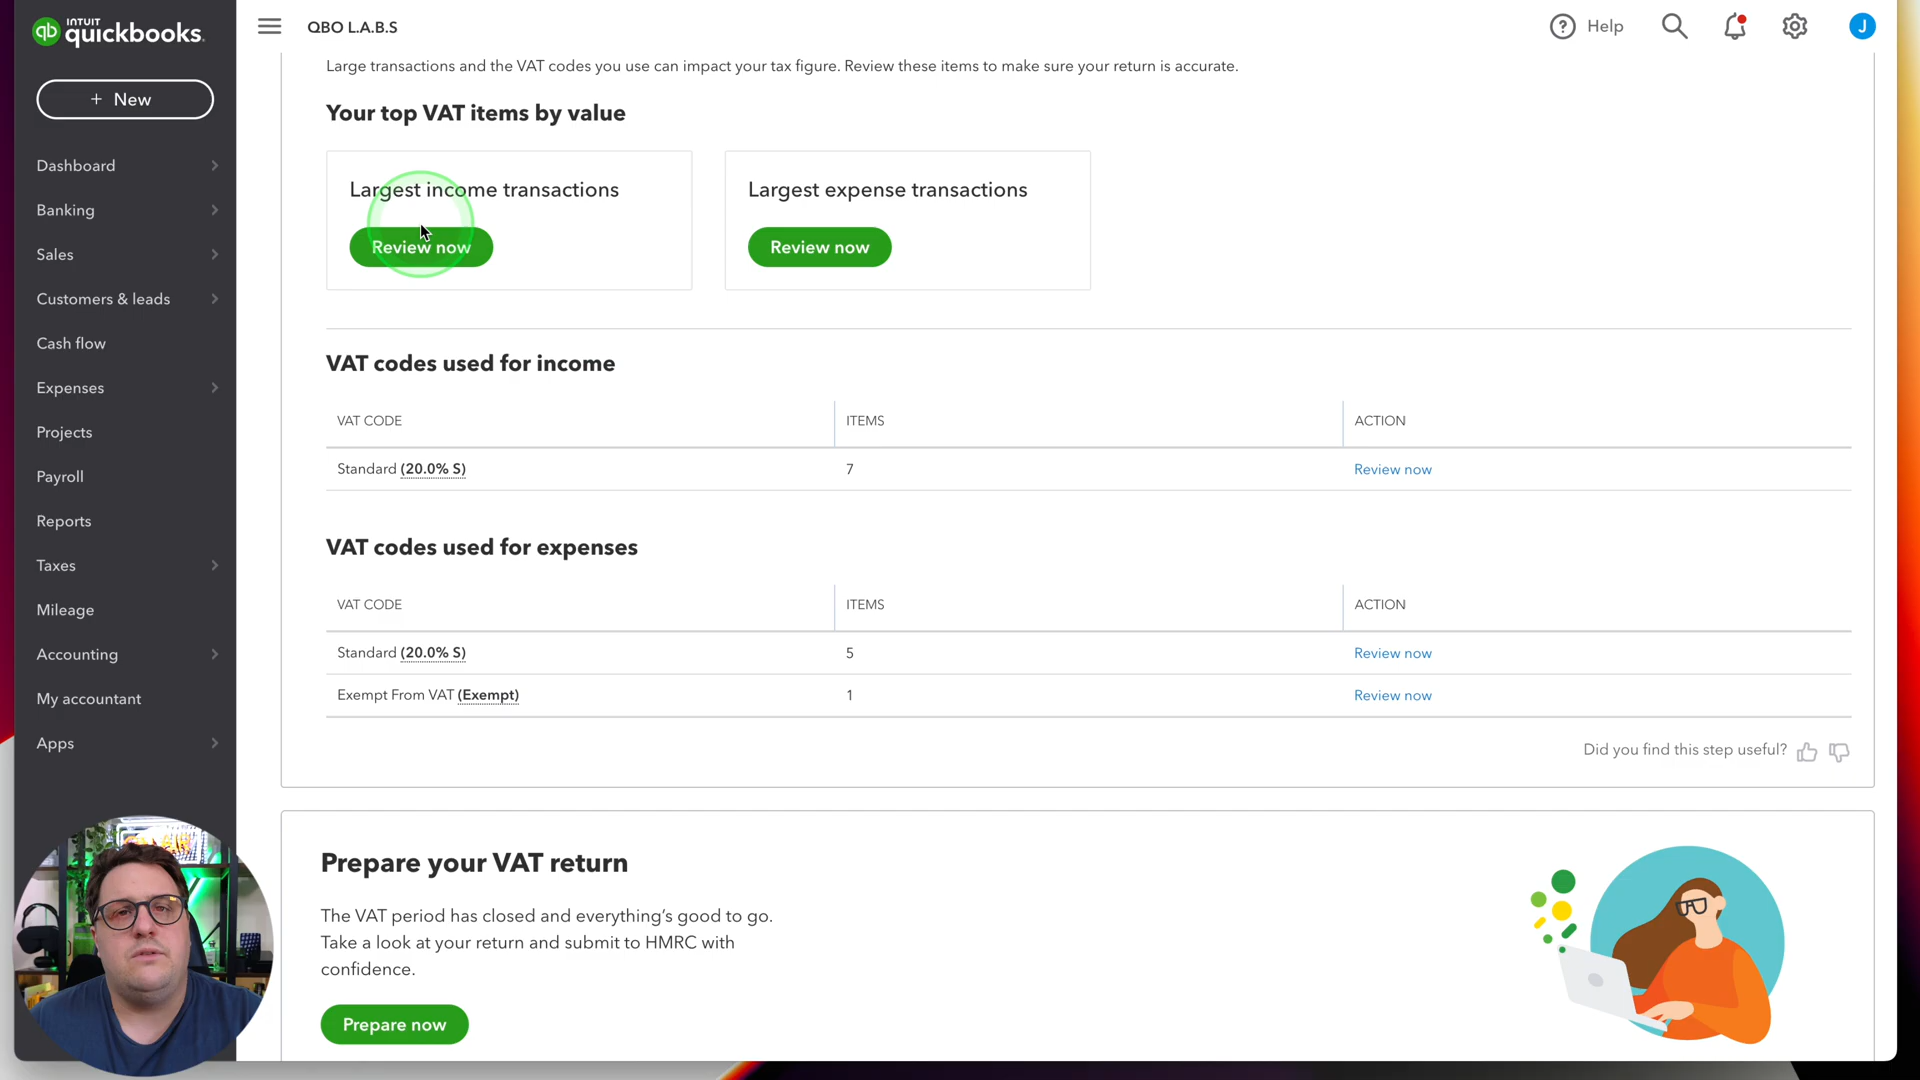 INTUIT
qb quickbooks.
+ New
Dashboard
Banking
Sales
Customers & leads
Cash flow
Expenses
Projects
Payroll
Reports
Taxes
Mileage
Accounting
My accountant
Apps
QBO L.A.B.S
? Help
J
Large transactions and the VAT codes you use can impact your tax figure. Review these items to make sure your return is accurate.
Your top VAT items by value
Largest income transactions
Review now
Largest expense transactions
Review now
VAT codes used for income
VAT CODE ITEMS ACTION
Standard (20.0% S) 7 Review now
VAT codes used for expenses
VAT CODE ITEMS ACTION
Standard (20.0% S) 5 Review now
Exempt From VAT (Exempt) 1 Review now
Did you find this step useful?
Prepare your VAT return
The VAT period has closed and everything's good to go.
Take a look at your return and submit to HMRC with
confidence.
Prepare now